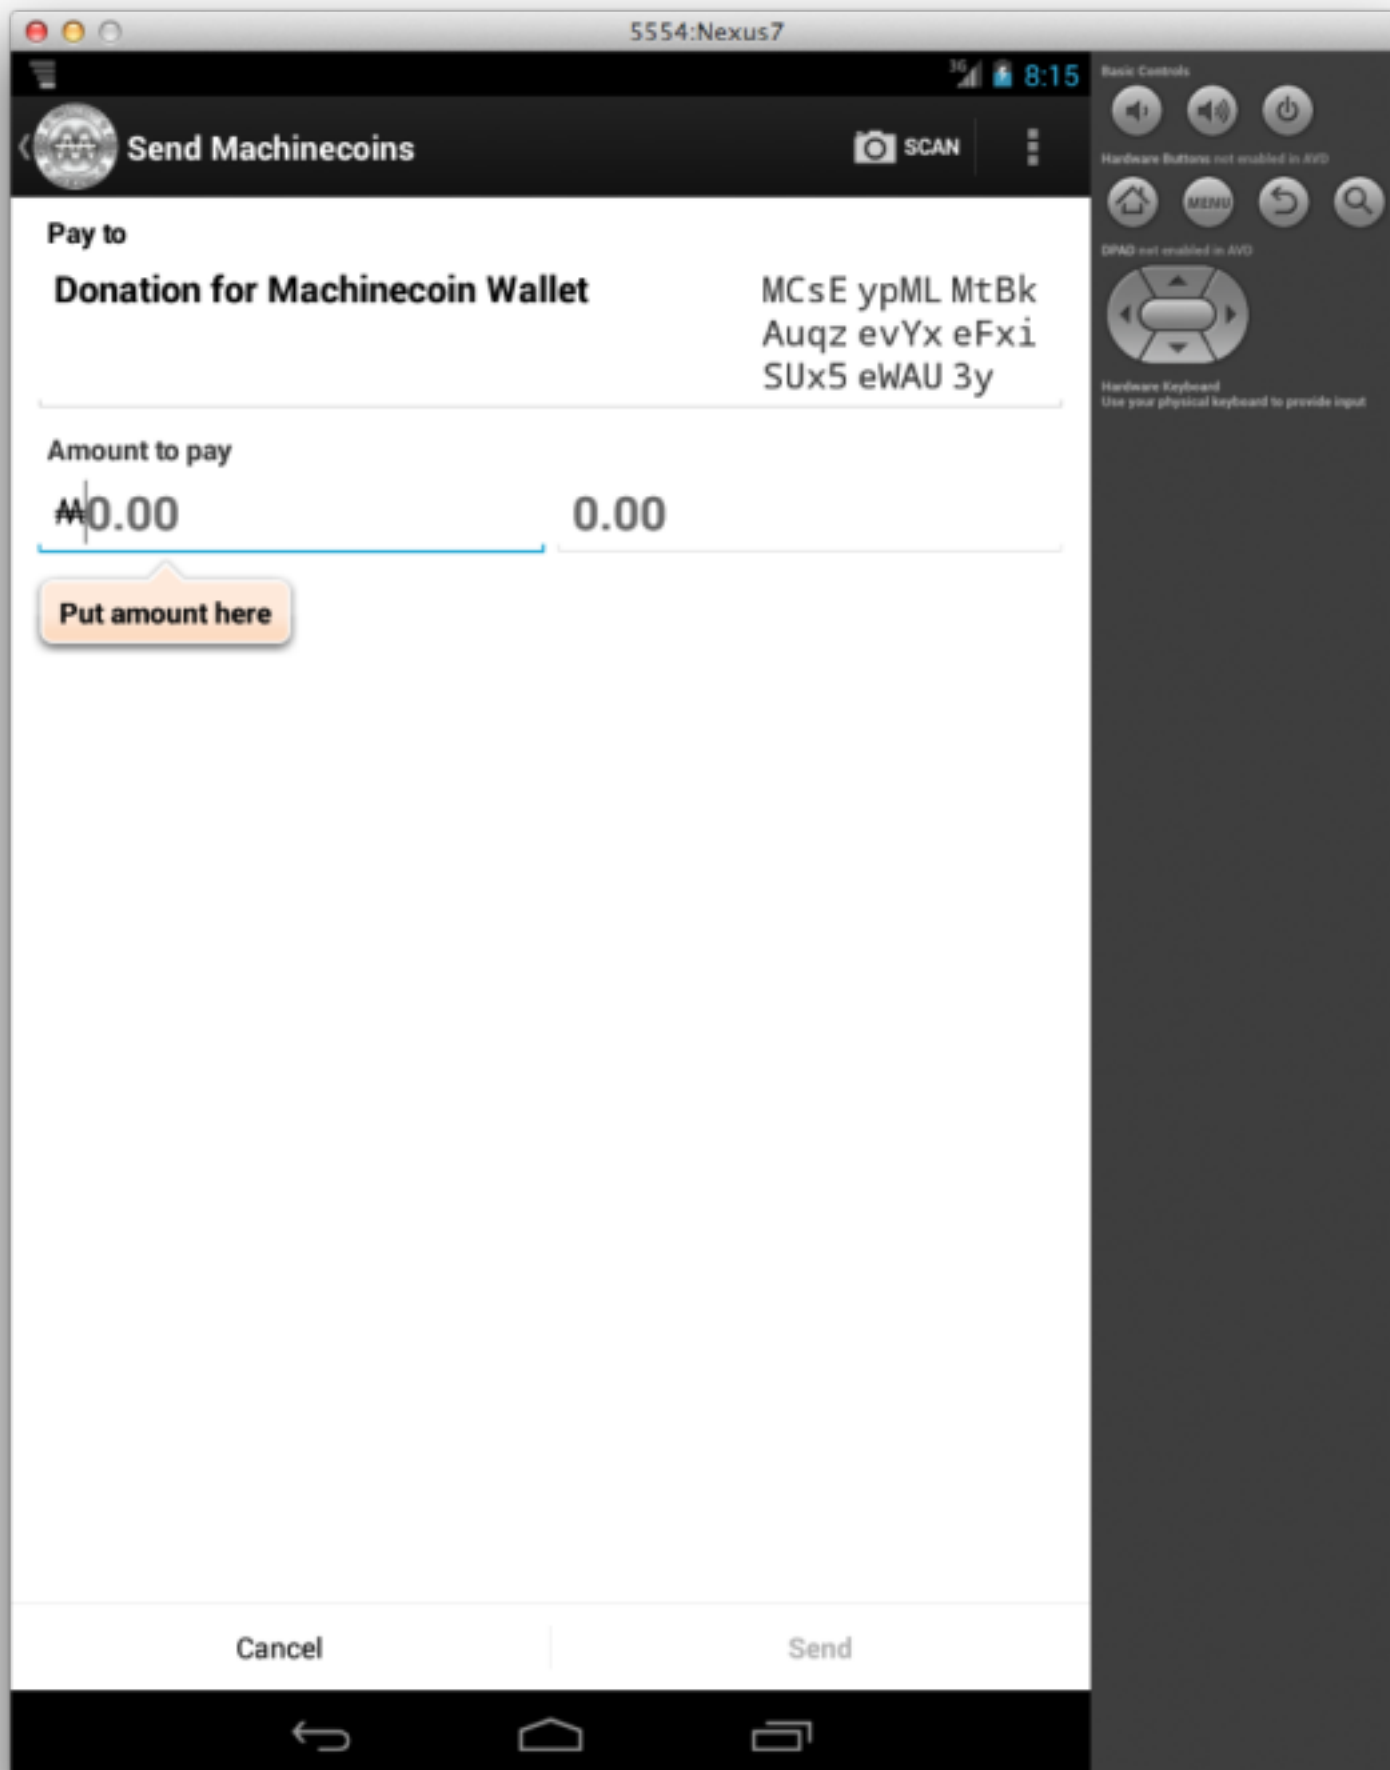 5554:Nexus7
3G 8:15
Send Machinecoins
SCAN
Pay to
Donation for Machinecoin Wallet
MCsE ypML MtBk
Auqz evYx eFxi
SUx5 eWAU 3y
Amount to pay
0.00
0.00
Put amount here
Cancel
Send
Basic Controls
Hardware Buttons not enabled in AVD
MENU
DPAD not enabled in AVD
Hardware Keyboard
Use your physical keyboard to provide input